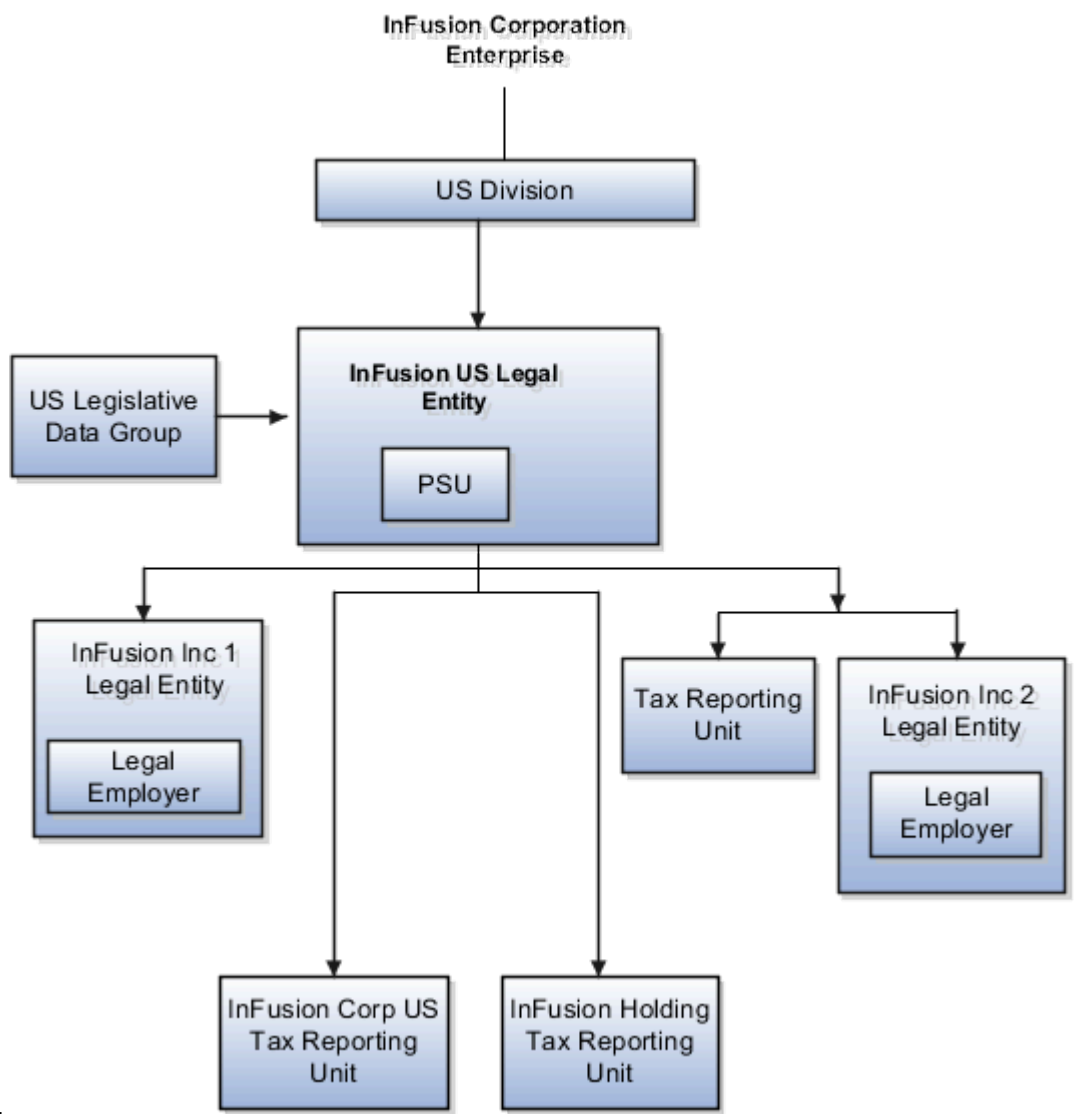 InFusion Corporation
Enterprise
US Division
InFusion US Legal
Entity
US Legislative
Data Group
PSU
InFusion Inc 1
Legal Entity
Legal
Employer
Tax Reporting
Unit
InFusion Inc 2
Legal Entity
Legal
Employer
InFusion Corp US
Tax Reporting
Unit
InFusion Holding
Tax Reporting
Unit